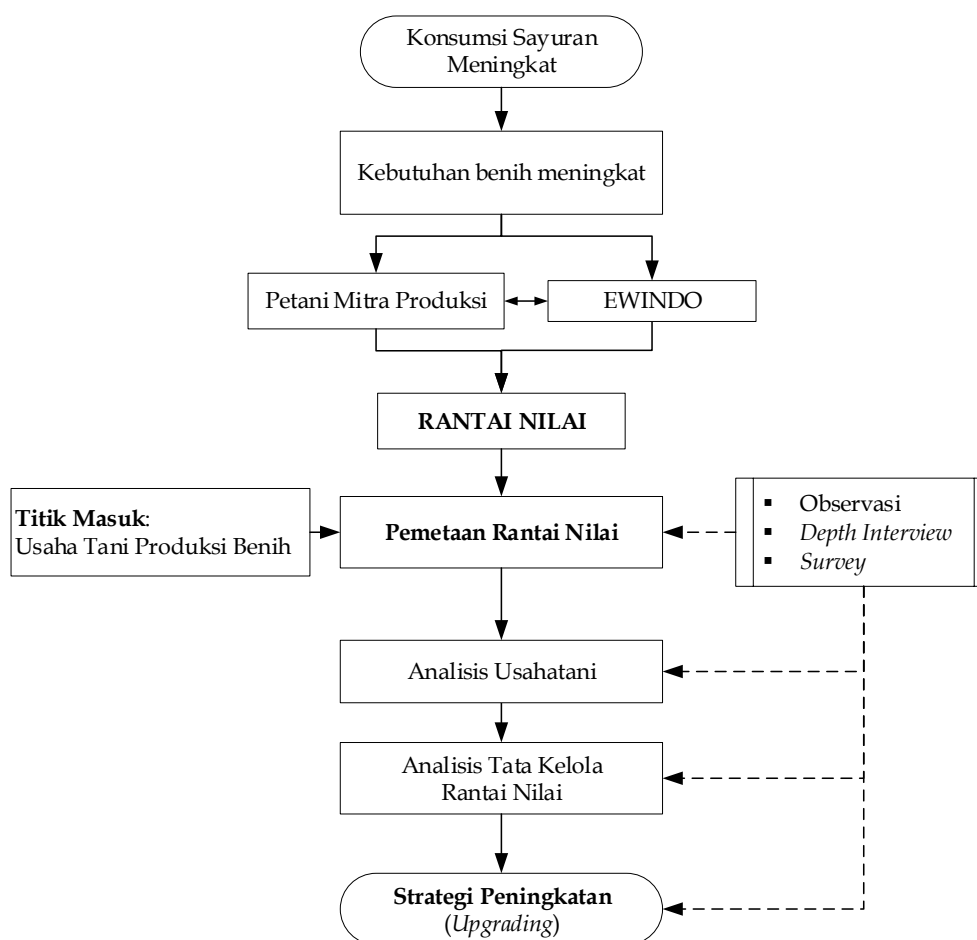 Konsumsi Sayuran
Meningkat
Kebutuhan benih meningkat
Petani Mitra Produksi
EWINDO
RANTAI NILAI
Titik Masuk:
Usaha Tani Produksi Benih
Pemetaan Rantai Nilai
▪ Observasi
▪ Depth Interview
▪ Survey
Analisis Usahatani
Analisis Tata Kelola
Rantai Nilai
Strategi Peningkatan
(Upgrading)